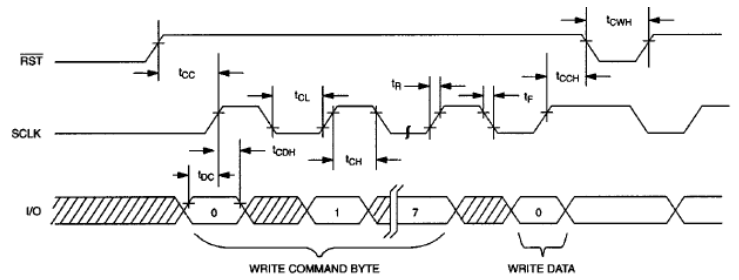 tCWH
RST
tCC
tCCH
tCL
tR
tF
SCLK
tCDH
tCH
tDC
I/O
0
1
7
0
WRITE COMMAND BYTE
WRITE DATA